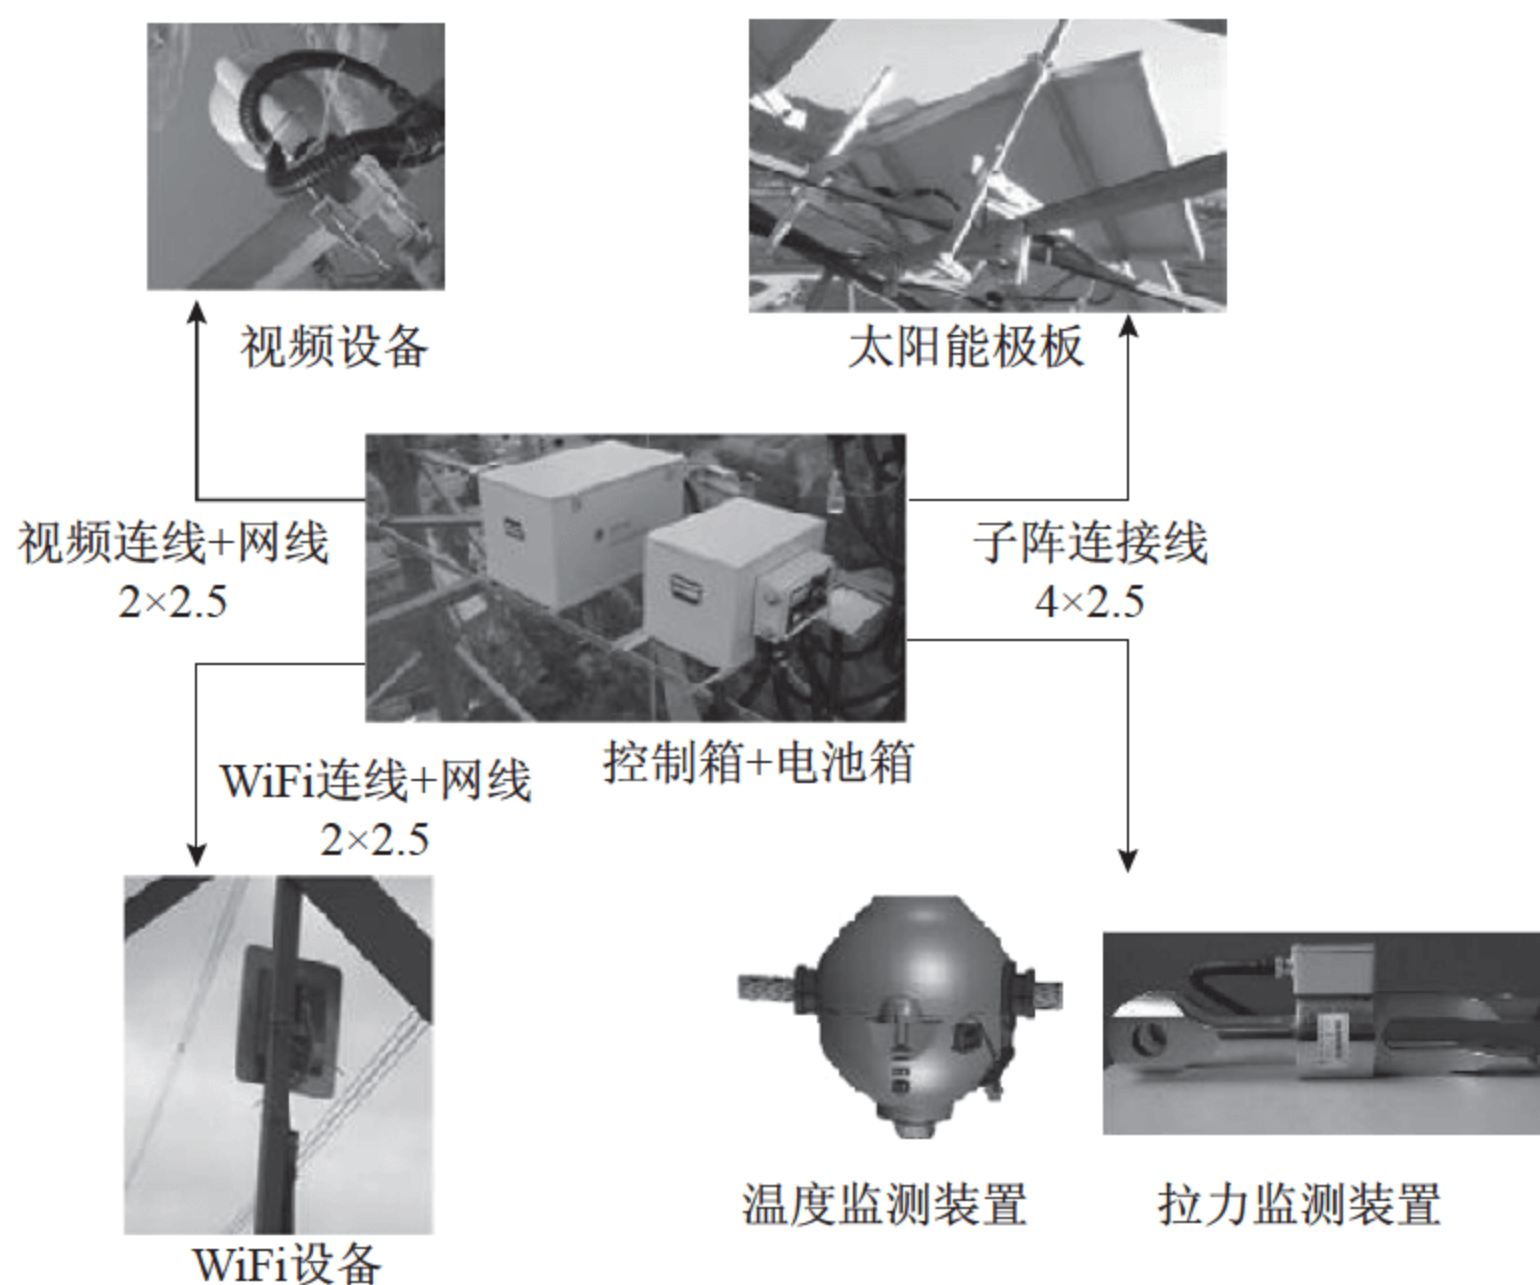 视频设备
太阳能极板
视频连线+网线
2×2.5
子阵连接线
4×2.5
控制箱+电池箱
WiFi连线+网线
2×2.5
温度监测装置
拉力监测装置
WiFi设备